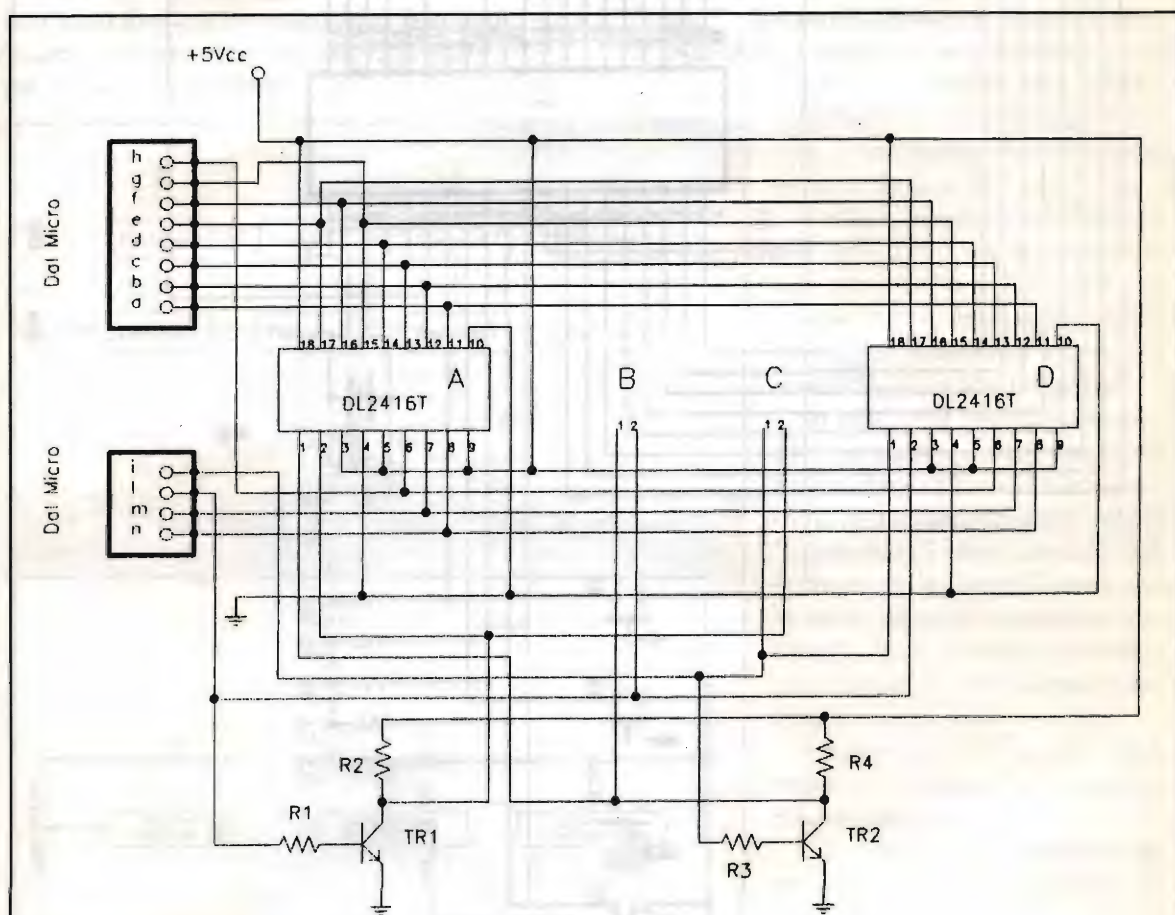 +5Vcc
Dal Micro
h
g
f
e
d
c
b
a
18 17 16 15 14 13 12 11 10
A
DL2416T
1 2 3 4 5 6 7 8 9
B
1 2
C
1 2
18 17 16 15 14 13 12 11 10
D
DL2416T
1 2 3 4 5 6 7 8 9
Dal Micro
i
l
m
n
R2
R4
R1
TR1
R3
TR2